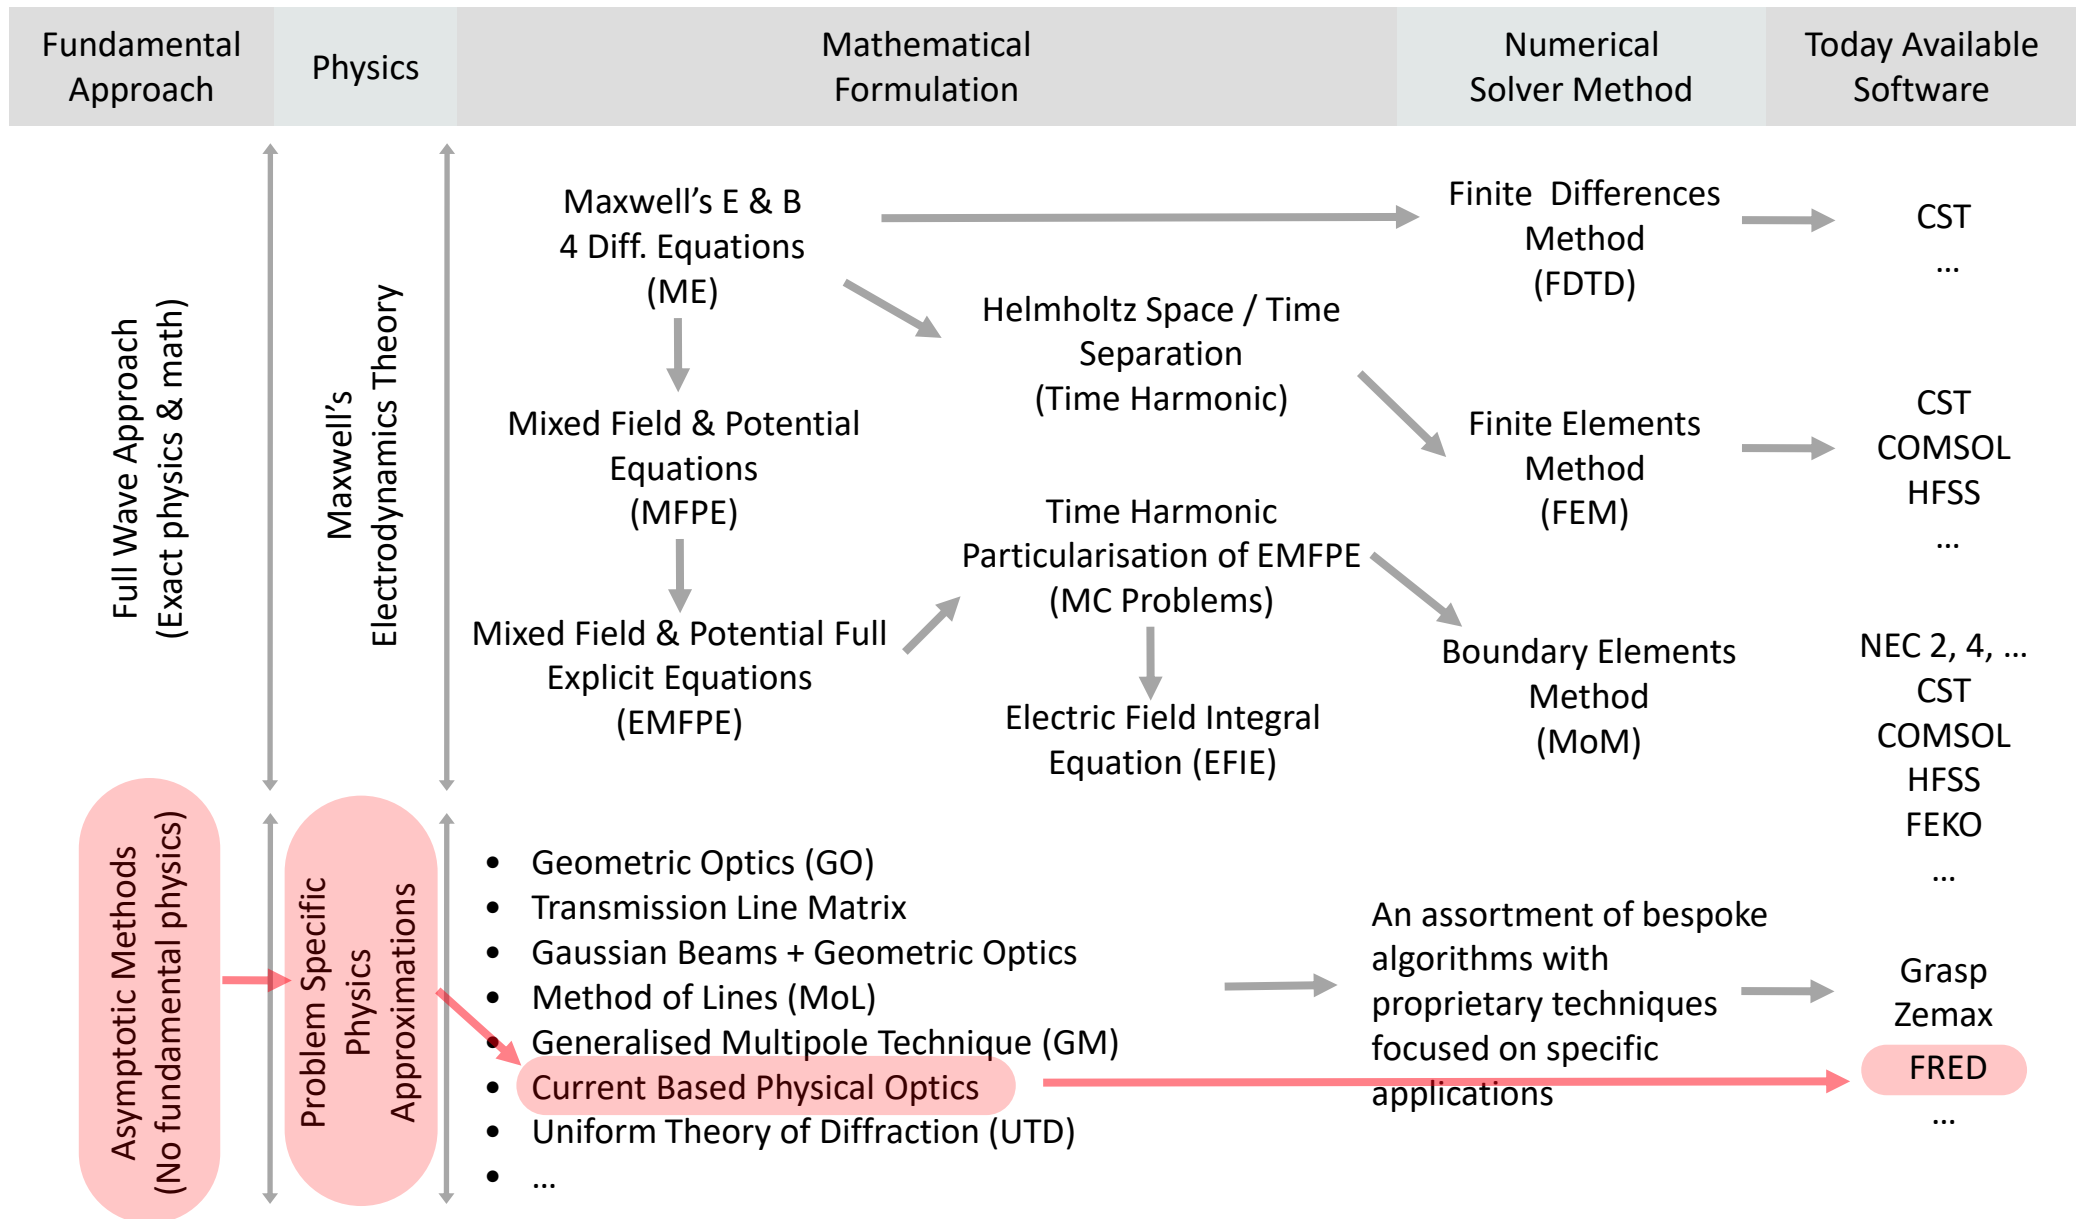 Fundamental
Approach
Physics
Mathematical
Formulation
Numerical
Solver Method
Today Available
Software
Full Wave Approach
(Exact physics & math)
Maxwell’s
Electrodynamics Theory
Maxwell’s E & B
4 Diff. Equations
(ME)
Mixed Field & Potential
Equations
(MFPE)
Mixed Field & Potential Full
Explicit Equations
(EMFPE)
Helmholtz Space / Time
Separation
(Time Harmonic)
Time Harmonic
Particularisation of EMFPE
(MC Problems)
Electric Field Integral
Equation (EFIE)
Finite Differences
Method
(FDTD)
Finite Elements
Method
(FEM)
Boundary Elements
Method
(MoM)
CST
...
CST
COMSOL
HFSS
...
NEC 2, 4, ...
CST
COMSOL
HFSS
FEKO
...
Asymptotic Methods
(No fundamental physics)
Problem Specific
Physics
Approximations
• Geometric Optics (GO)
• Transmission Line Matrix
• Gaussian Beams + Geometric Optics
• Method of Lines (MoL)
• Generalised Multipole Technique (GM)
• Current Based Physical Optics
• Uniform Theory of Diffraction (UTD)
• ...
An assortment of bespoke
algorithms with
proprietary techniques
focused on specific
applications
Grasp
Zemax
FRED
...